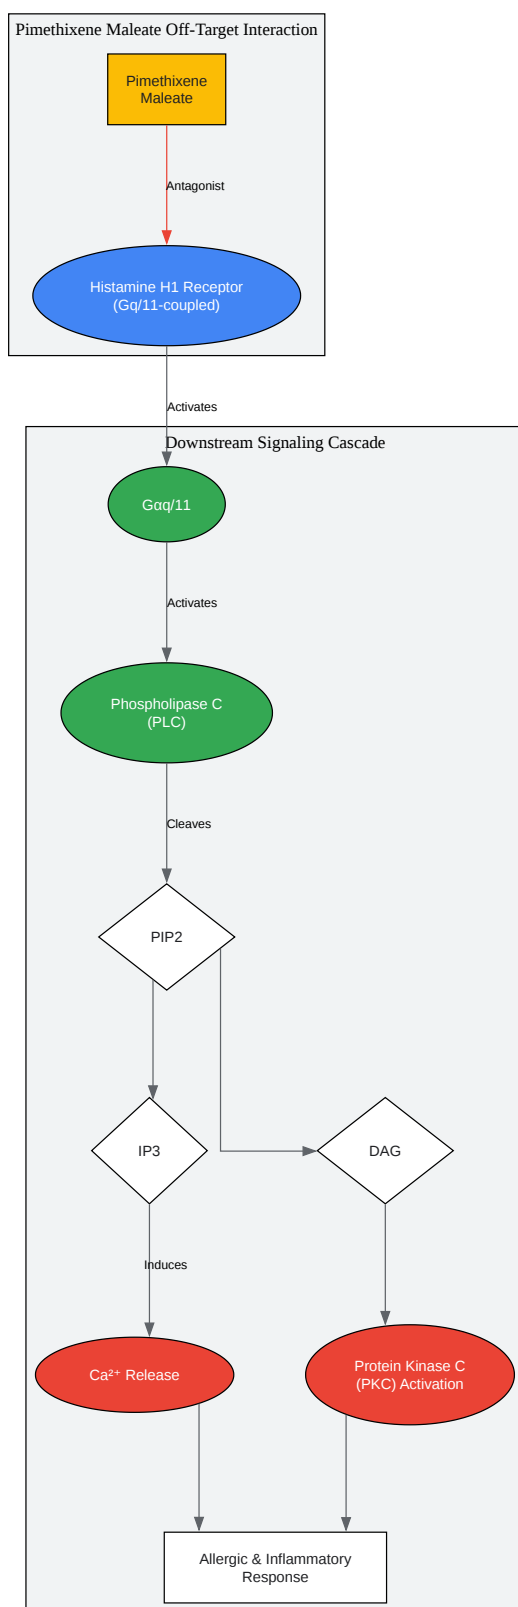 Pimethixene Maleate Off-Target Interaction
Pimethixene
Maleate
Antagonist
Histamine H1 Receptor
(Gq/11-coupled)
Activates
Downstream Signaling Cascade
Gαq/11
Activates
Phospholipase C
(PLC)
Cleaves
PIP2
IP3
DAG
Induces
Ca²⁺ Release
Protein Kinase C
(PKC) Activation
Allergic & Inflammatory
Response